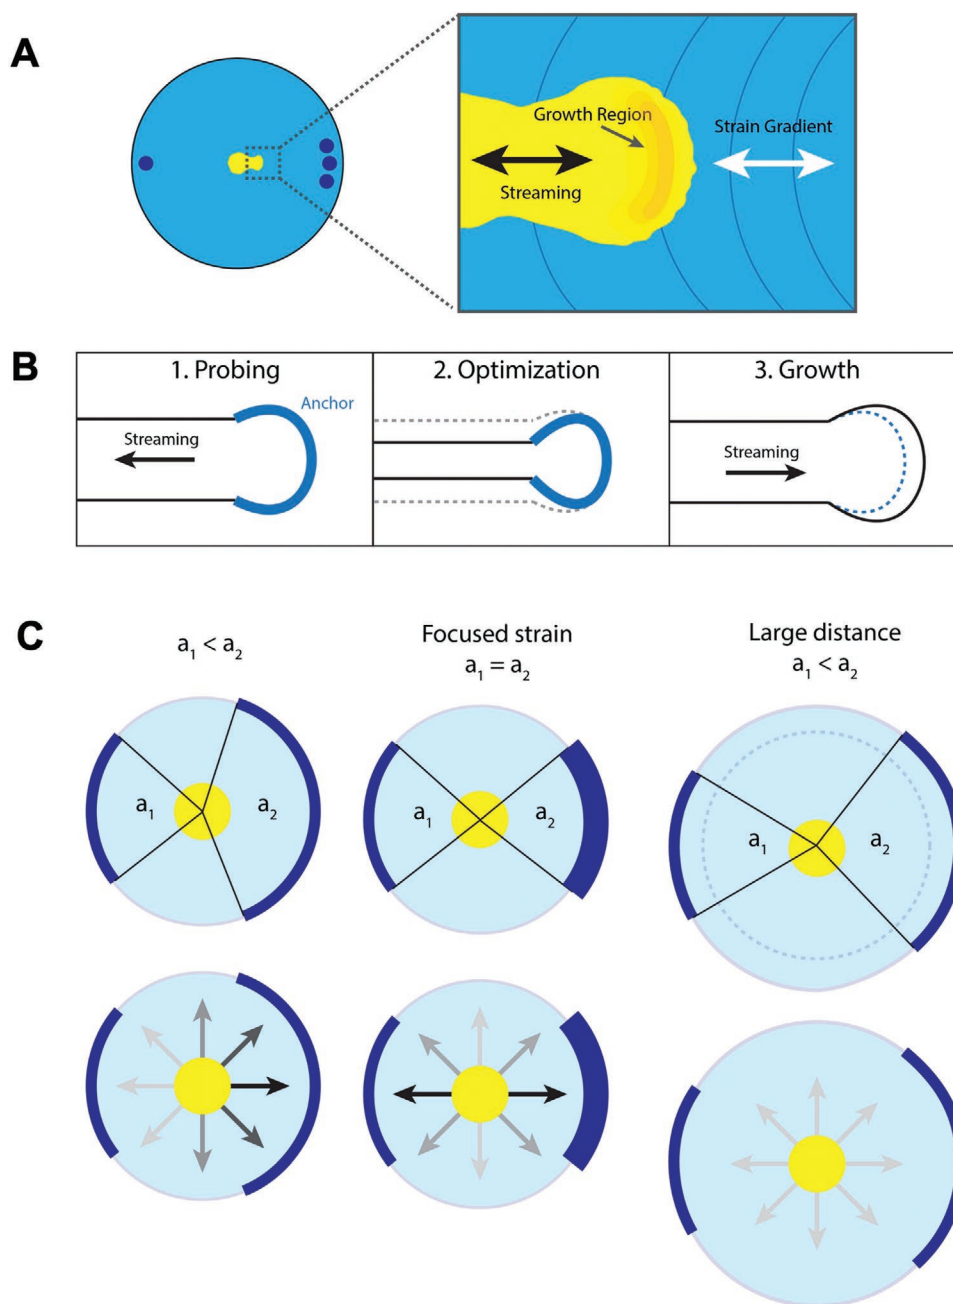 A
Growth Region
Strain Gradient
Streaming
B
1. Probing
2. Optimization
3. Growth
Anchor
Streaming
Streaming
C
a₁ < a₂
Focused strain
a₁ = a₂
Large distance
a₁ < a₂
a₁
a₂
a₁
a₂
a₁
a₂